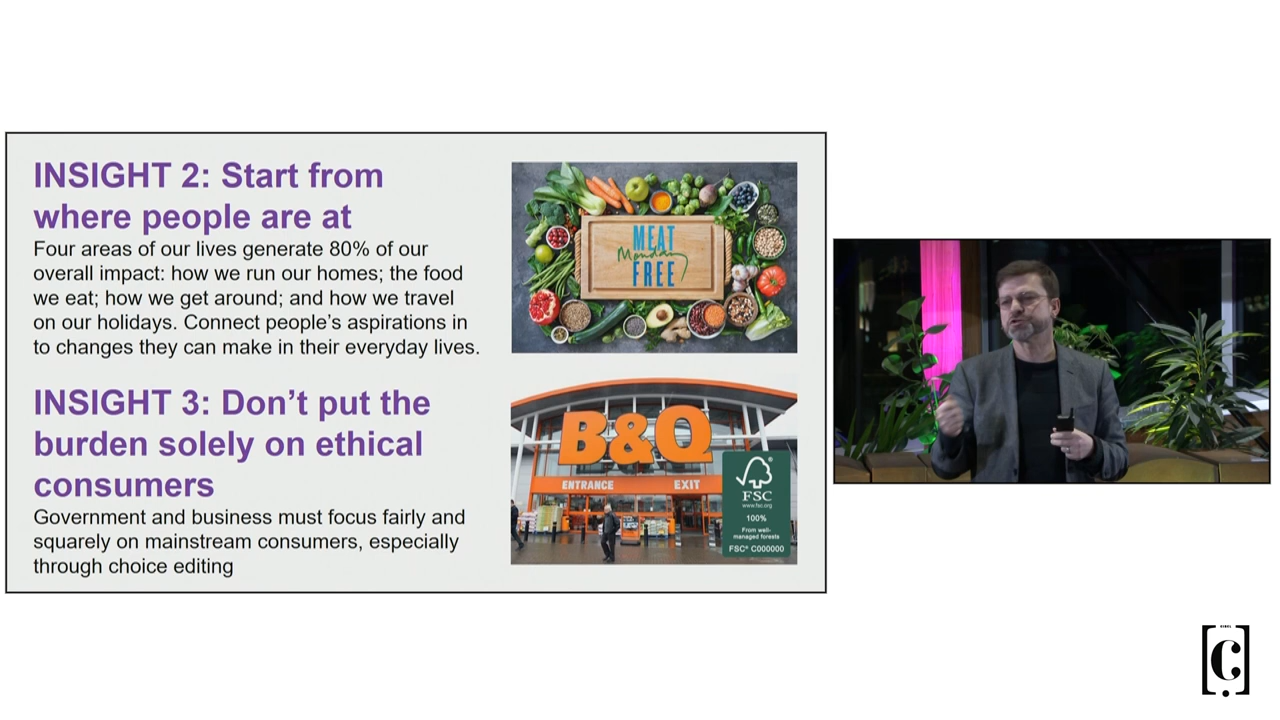 INSIGHT 2: Start from
where people are at
Four areas of our lives generate 80% of our
overall impact: how we run our homes; the food
we eat; how we get around; and how we travel
on our holidays. Connect people’s aspirations in
to changes they can make in their everyday lives.
MEAT
Monday
FREE
INSIGHT 3: Don’t put the
burden solely on ethical
consumers
Government and business must focus fairly and
squarely on mainstream consumers, especially
through choice editing
B&Q
ENTRANCE EXIT
FSC
www.fsc.org
100%
From well-
managed forests
FSC® C000000
Ç